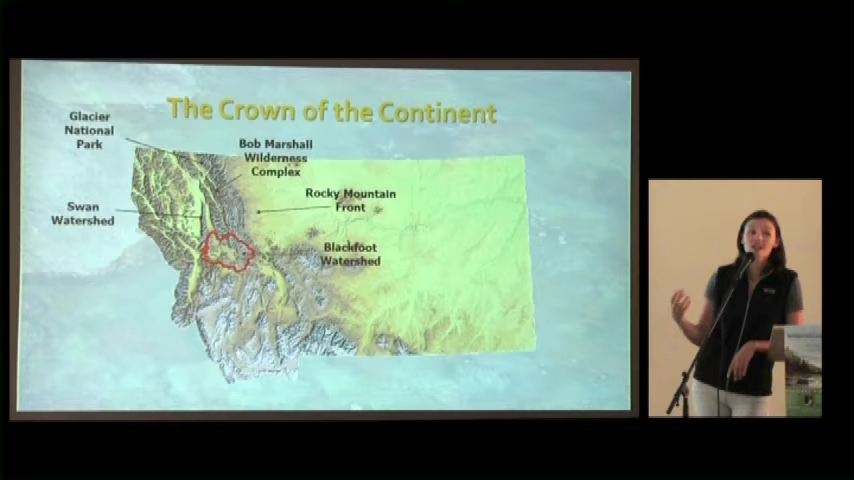 The Crown of the Continent
Glacier
National
Park
Bob Marshall
Wilderness
Complex
Rocky Mountain
Front
Swan
Watershed
Blackfoot
Watershed